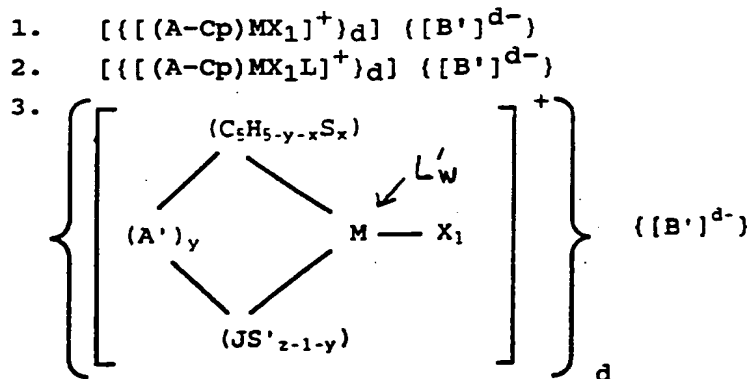 1. [{[(A-Cp)MX₁]⁺}d] {[B']ᵈ⁻}
2. [{[(A-Cp)MX₁L]⁺}d] {[B']ᵈ⁻}
3.
(C₅H₅₋y₋ₓSₓ) +
L'w
(A')y M — X₁ {[B']ᵈ⁻}
(JS'z-1-y)
d